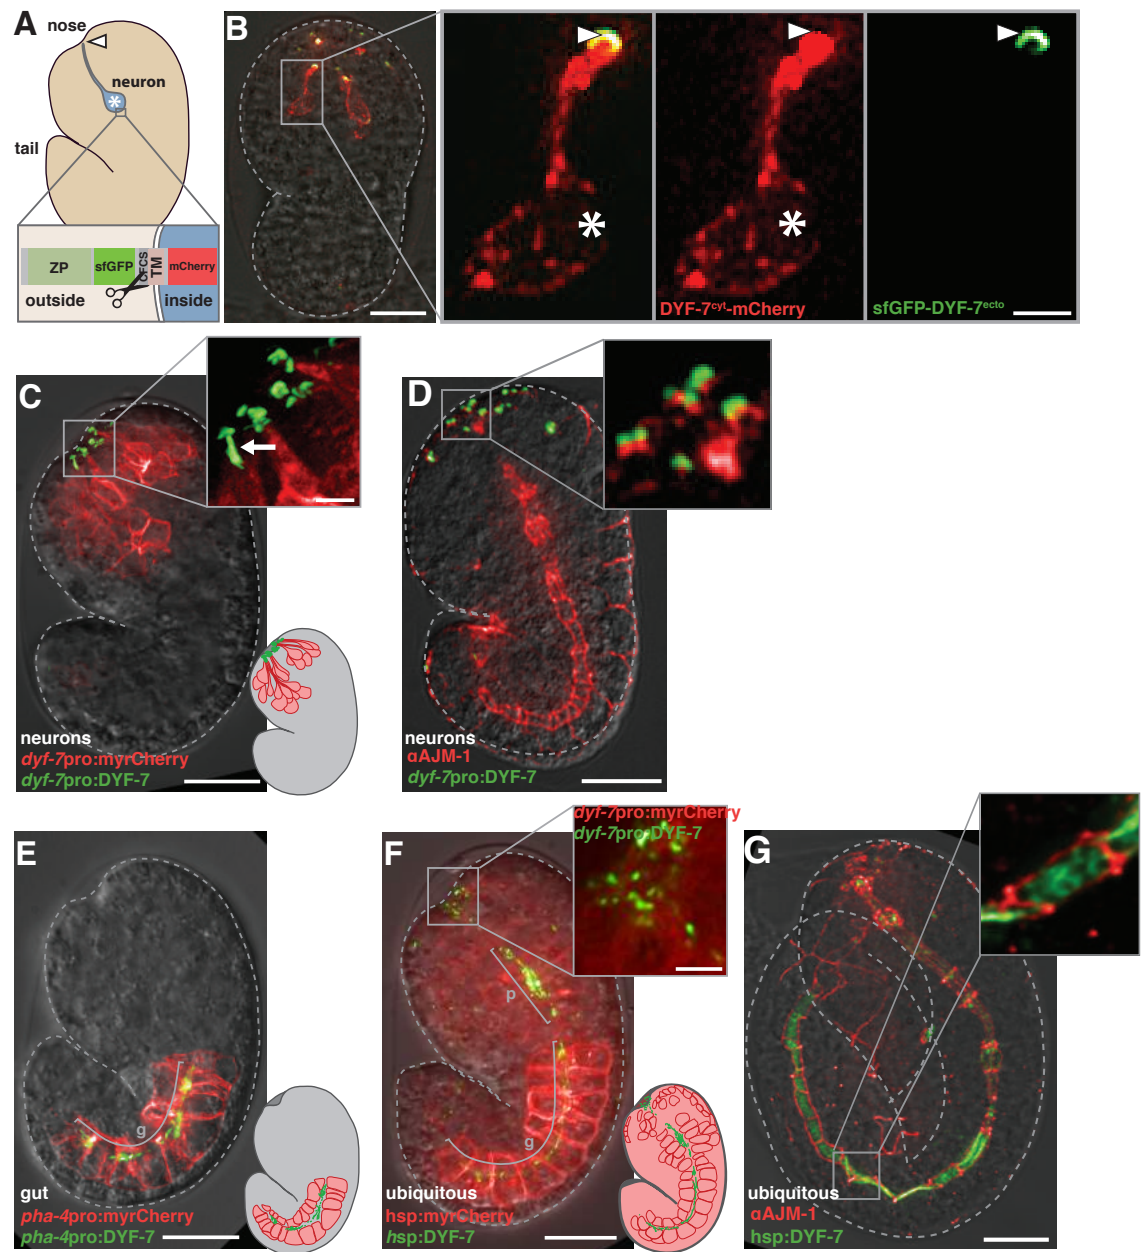 A
nose
neuron
*
tail
ZP
sfGFP
CFCS
TM
mCherry
outside
inside
B
*
*
DYF-7cyt-mCherry
sfGFP-DYF-7ecto
C
neurons
dyf-7pro:myrCherry
dyf-7pro:DYF-7
D
neurons
αAJM-1
dyf-7pro:DYF-7
E
g
gut
pha-4pro:myrCherry
pha-4pro:DYF-7
F
dyf-7pro:myrCherry
dyf-7pro:DYF-7
p
g
ubiquitous
hsp:myrCherry
hsp:DYF-7
G
ubiquitous
αAJM-1
hsp:DYF-7